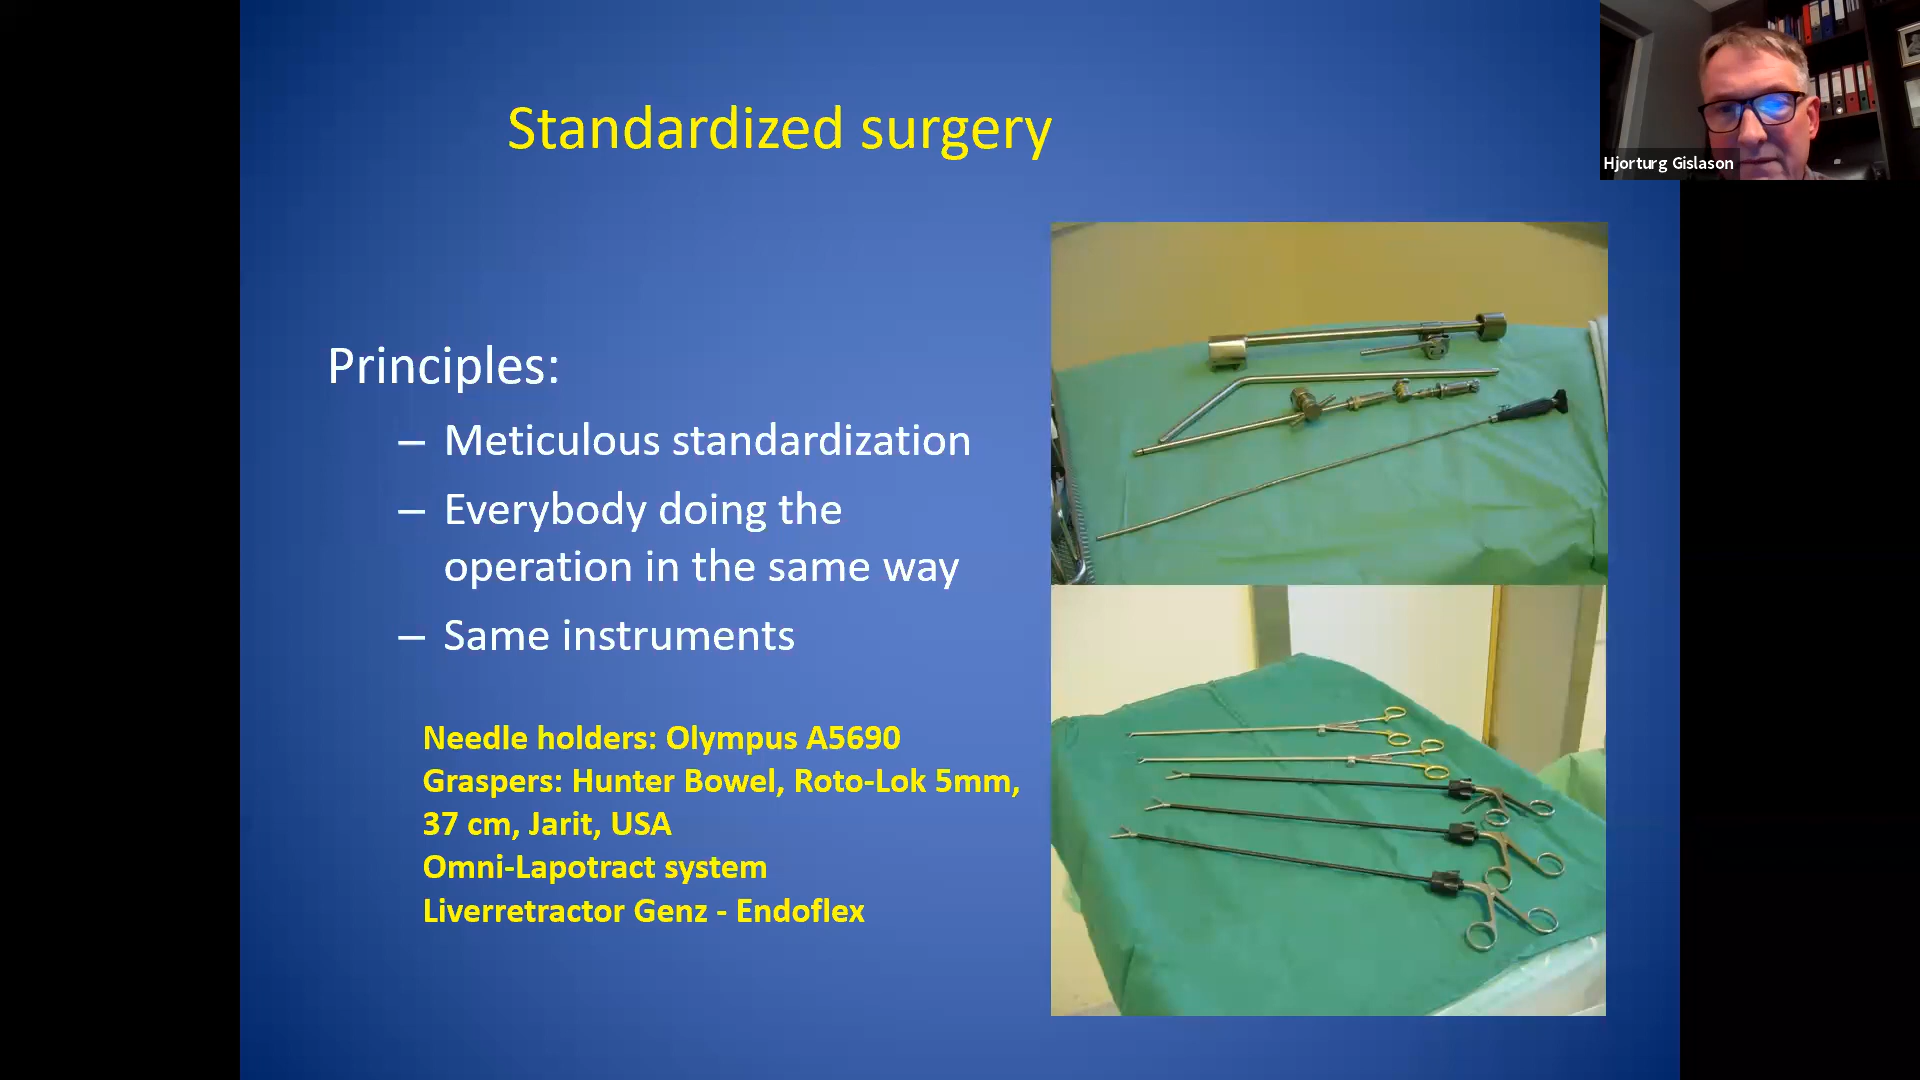 Standardized surgery
Hjorturg Gislason
Principles:
– Meticulous standardization
– Everybody doing the
operation in the same way
– Same instruments
Needle holders: Olympus A5690
Graspers: Hunter Bowel, Roto-Lok 5mm,
37 cm, Jarit, USA
Omni-Lapotract system
Liverretractor Genz - Endoflex